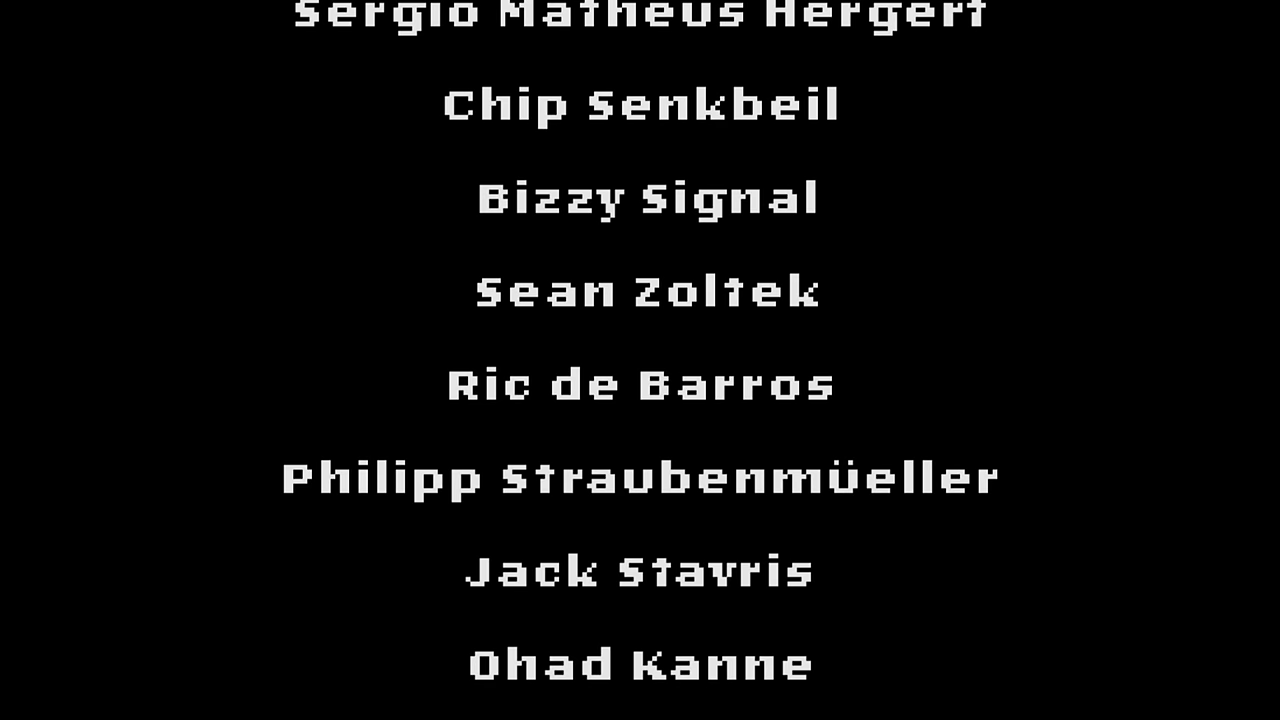 Sergio Matheus Hergert
Chip Senkbeil
Bizzy Signal
Sean Zoltek
Ric de Barros
Philipp Straubenmüeller
Jack Stavris
Ohad Kanne